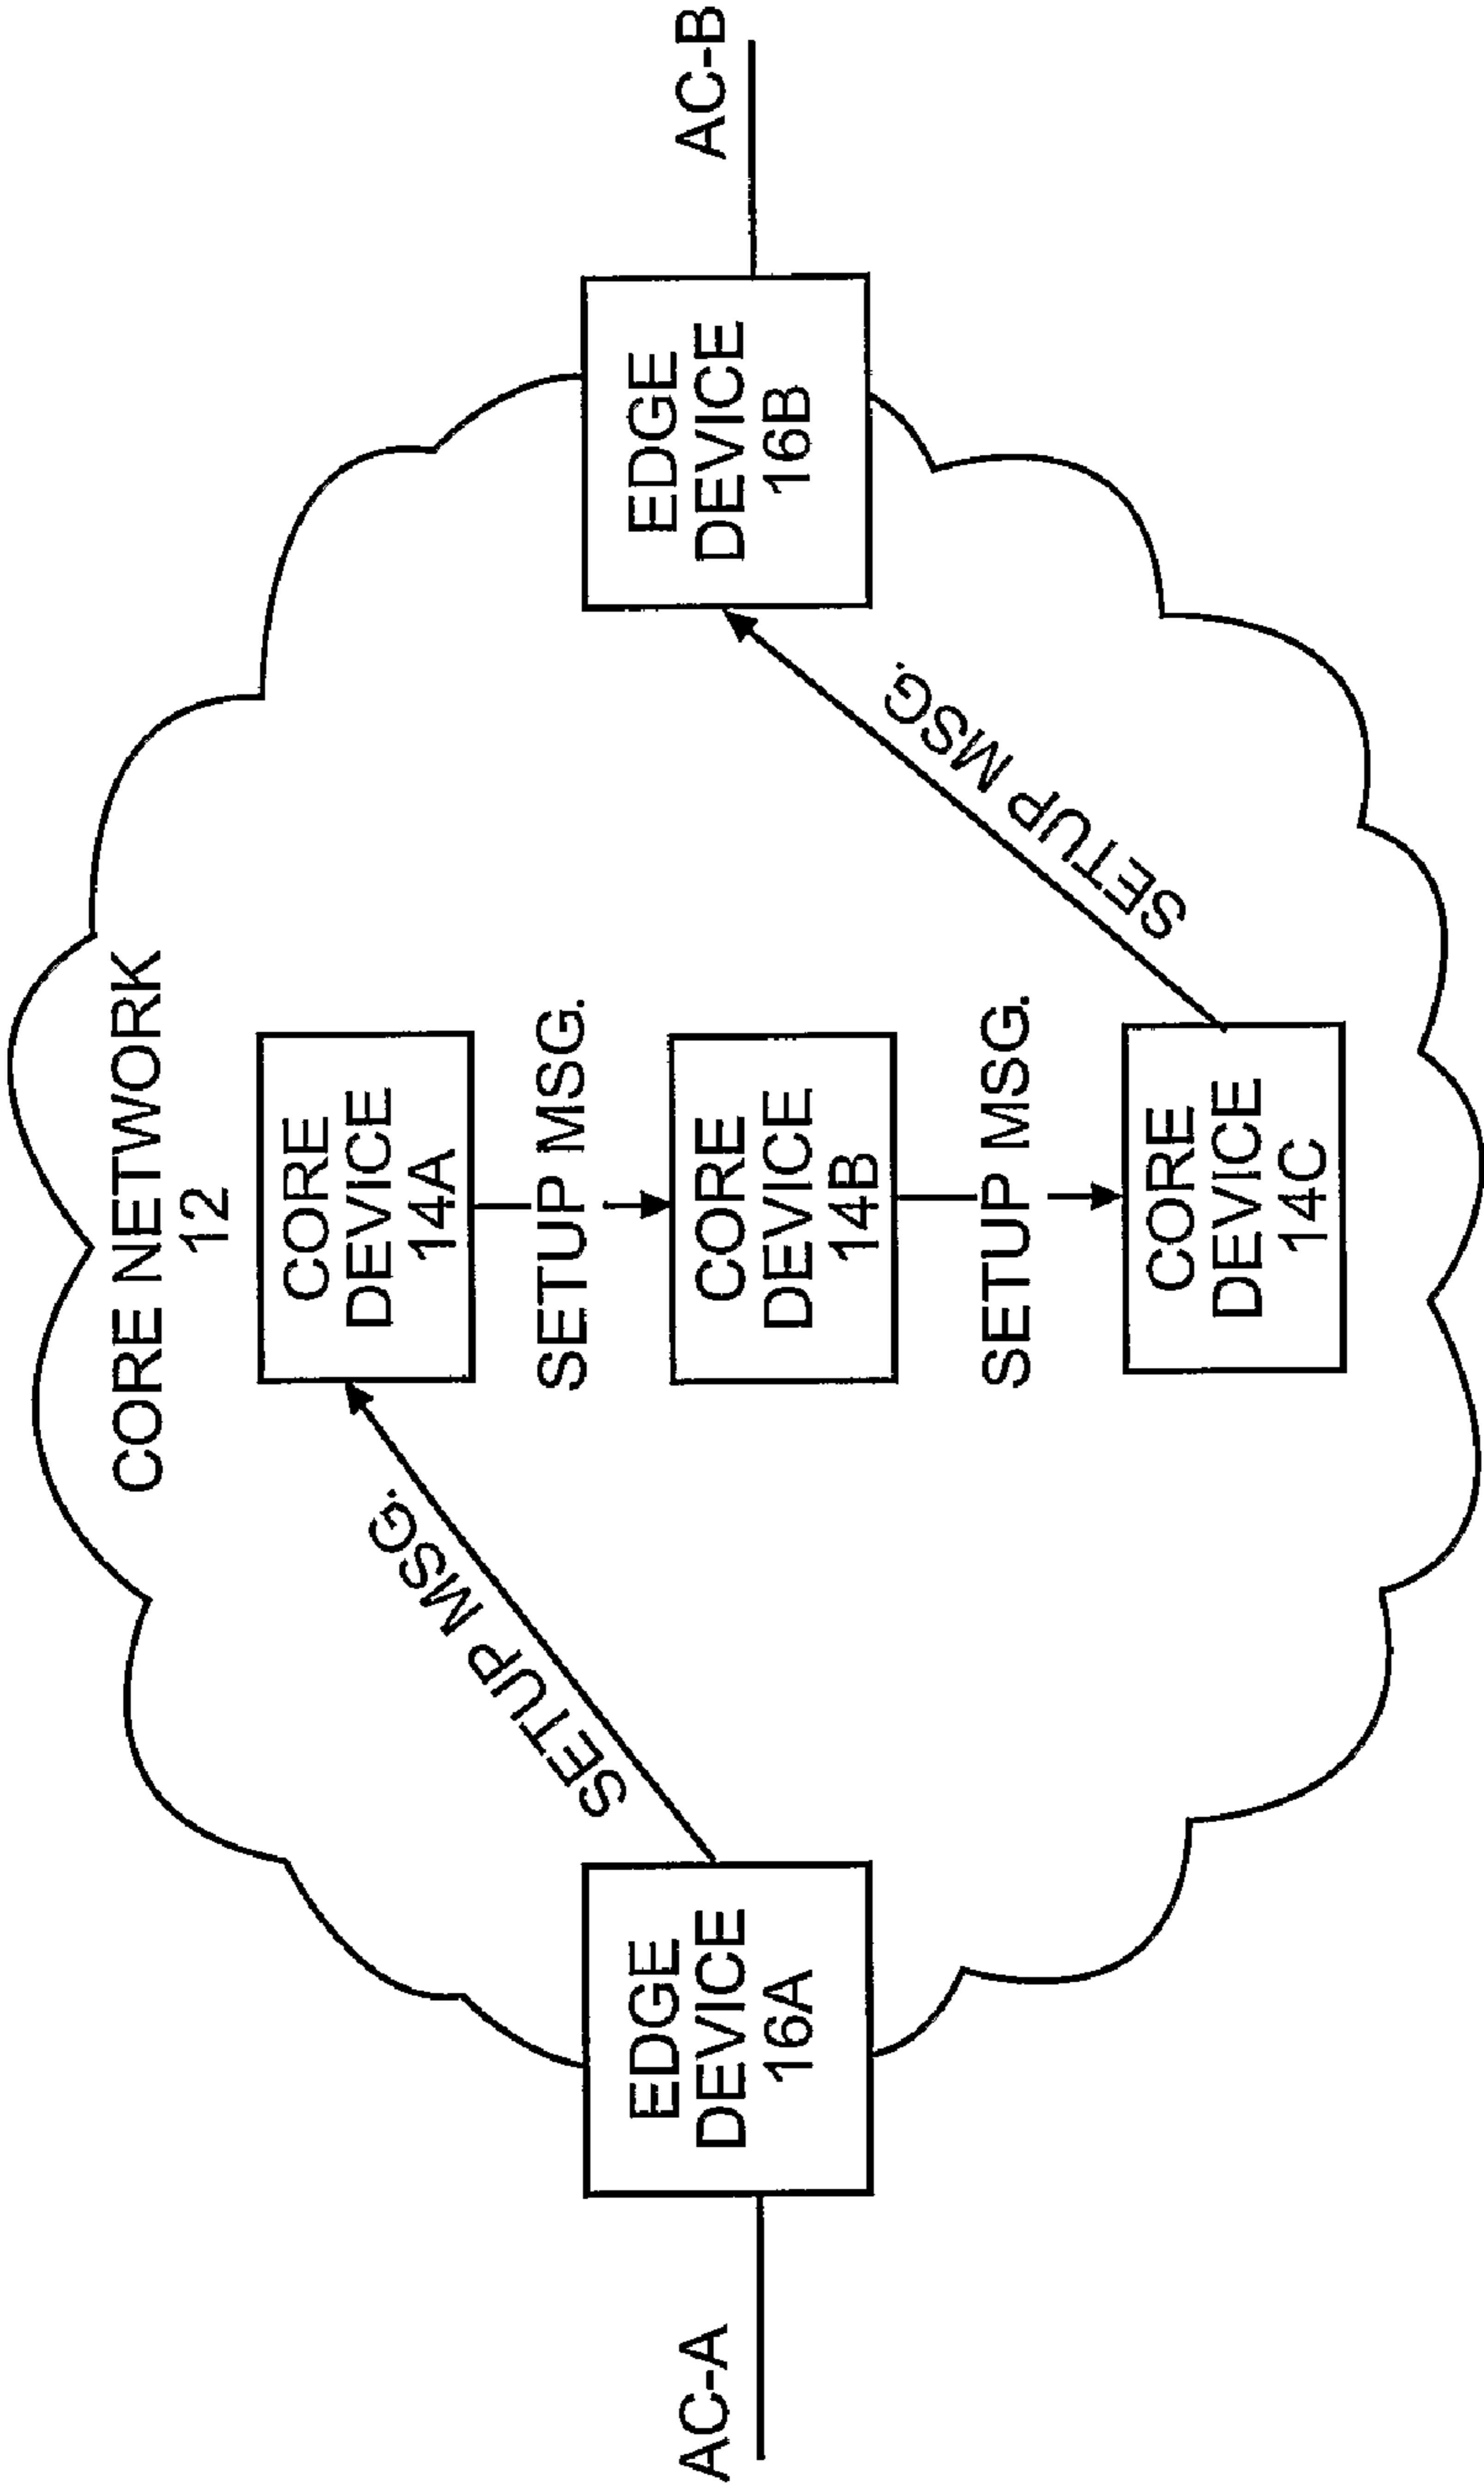 CORE NETWORK
12
CORE
DEVICE
14A
SETUP MSG.
SETUP MSG.
CORE
DEVICE
14B
SETUP MSG.
SETUP MSG.
CORE
DEVICE
14C
AC-A
EDGE
DEVICE
16A
EDGE
DEVICE
16B
AC-B